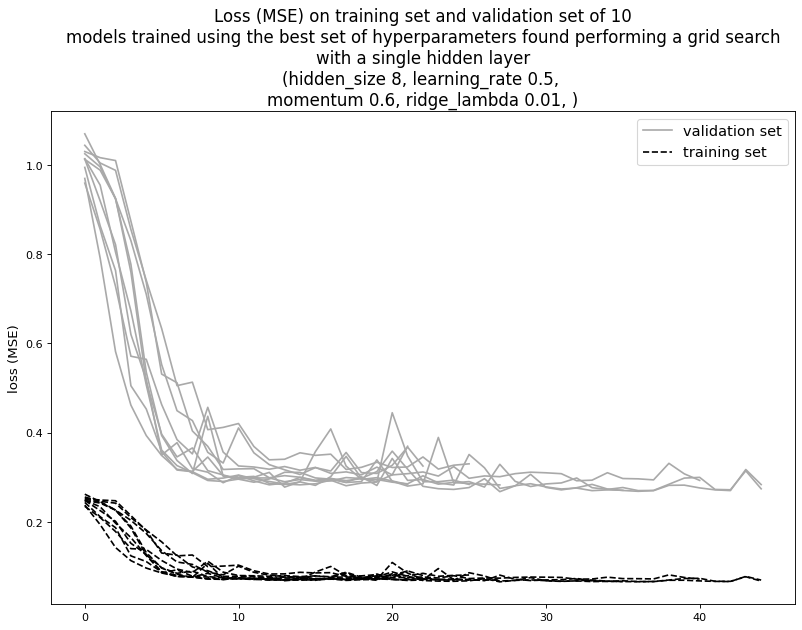 Loss (MSE) on training set and validation set of 10
models trained using the best set of hyperparameters found performing a grid search
with a single hidden layer
(hidden_size 8, learning_rate 0.5,
momentum 0.6, ridge_lambda 0.01, )
validation set
training set
1.0
0.8
0.6
0.4
0.2
loss (MSE)
0
10
20
30
40